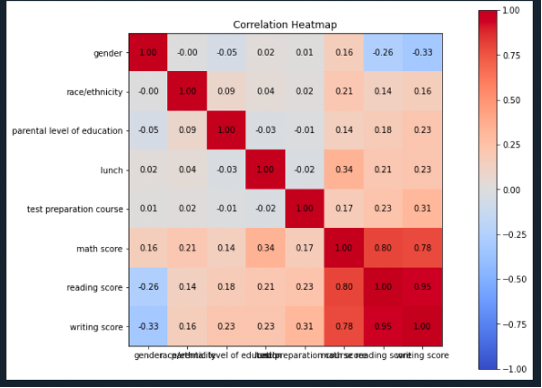 Correlation Heatmap
gender 1.00 -0.00 -0.05 0.02 0.01 0.16 -0.26 -0.33
race/ethnicity -0.00 1.00 0.09 0.04 0.02 0.21 0.14 0.16
parental level of education -0.05 0.09 1.00 -0.03 -0.01 0.14 0.18 0.23
lunch 0.02 0.04 -0.03 1.00 -0.02 0.34 0.21 0.23
test preparation course 0.01 0.02 -0.01 -0.02 1.00 0.17 0.23 0.31
math score 0.16 0.21 0.14 0.34 0.17 1.00 0.80 0.78
reading score -0.26 0.14 0.18 0.21 0.23 0.80 1.00 0.95
writing score -0.33 0.16 0.23 0.23 0.31 0.78 0.95 1.00
gender reading score writing score
1.00
0.75
0.50
0.25
0.00
−0.25
−0.50
−0.75
−1.00